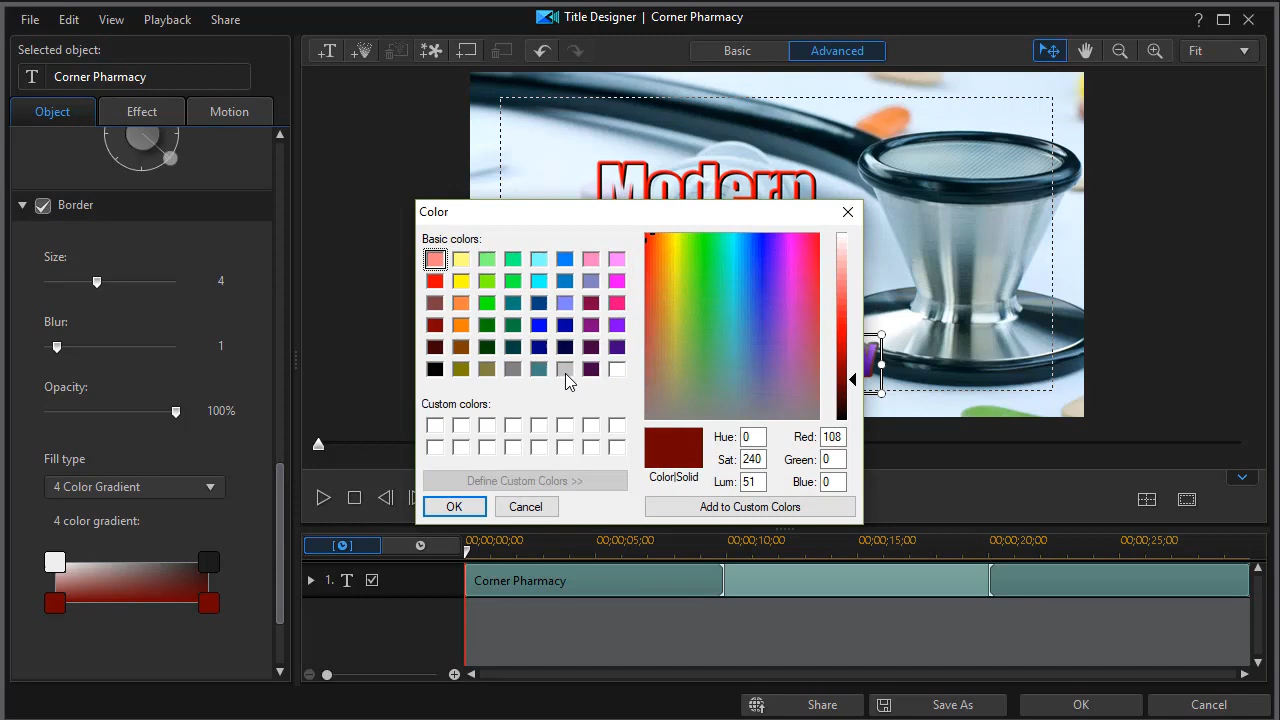 File Edit View Playback Share
Title Designer | Corner Pharmacy
?
Selected object:
T Corner Pharmacy
Basic
Advanced
Fit
Object
Effect
Motion
Border
Size:
4
Blur:
1
Opacity:
100%
Fill type
4 Color Gradient
4 color gradient:
Modern
Color
Basic colors:
Custom colors:
Define Custom Colors >>
OK
Cancel
Hue: 0
Sat: 240
Lum: 51
Red: 108
Green: 0
Blue: 0
Color|Solid
Add to Custom Colors
00;00;00;00
00;00;05;00
00;00;10;00
00;00;15;00
00;00;20;00
00;00;25;00
1. T
Corner Pharmacy
Share
Save As
OK
Cancel